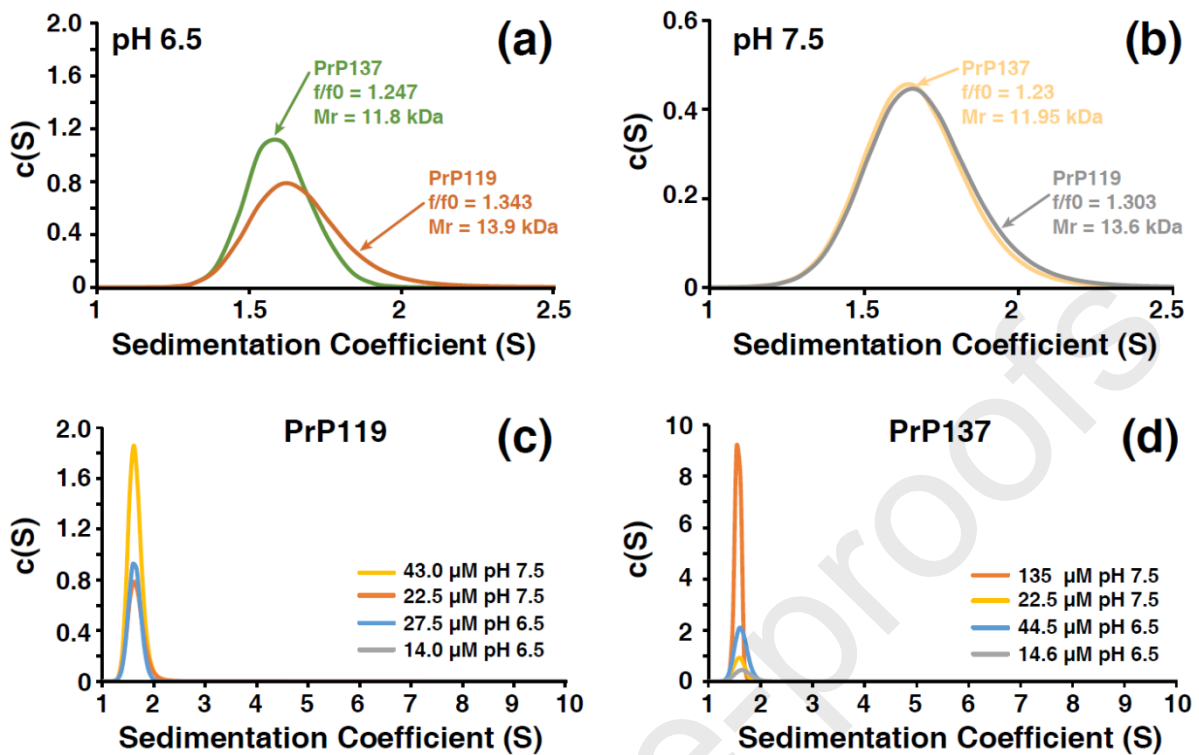 pH 6.5
(a)
c(S)
2.0
1.6
1.2
0.8
0.4
0
PrP137
f/f0 = 1.247
Mr = 11.8 kDa
PrP119
f/f0 = 1.343
Mr = 13.9 kDa
1 1.5 2 2.5
Sedimentation Coefficient (S)
pH 7.5
(b)
c(S)
0.6
0.4
0.2
0
PrP137
f/f0 = 1.23
Mr = 11.95 kDa
PrP119
f/f0 = 1.303
Mr = 13.6 kDa
1 1.5 2 2.5
Sedimentation Coefficient (S)
PrP119
(c)
c(S)
2.0
1.6
1.2
0.8
0.4
0
43.0 µM pH 7.5
22.5 µM pH 7.5
27.5 µM pH 6.5
14.0 µM pH 6.5
1 2 3 4 5 6 7 8 9 10
Sedimentation Coefficient (S)
PrP137
(d)
c(S)
10
8
6
4
2
0
135 µM pH 7.5
22.5 µM pH 7.5
44.5 µM pH 6.5
14.6 µM pH 6.5
1 2 3 4 5 6 7 8 9 10
Sedimentation Coefficient (S)
e-proofs